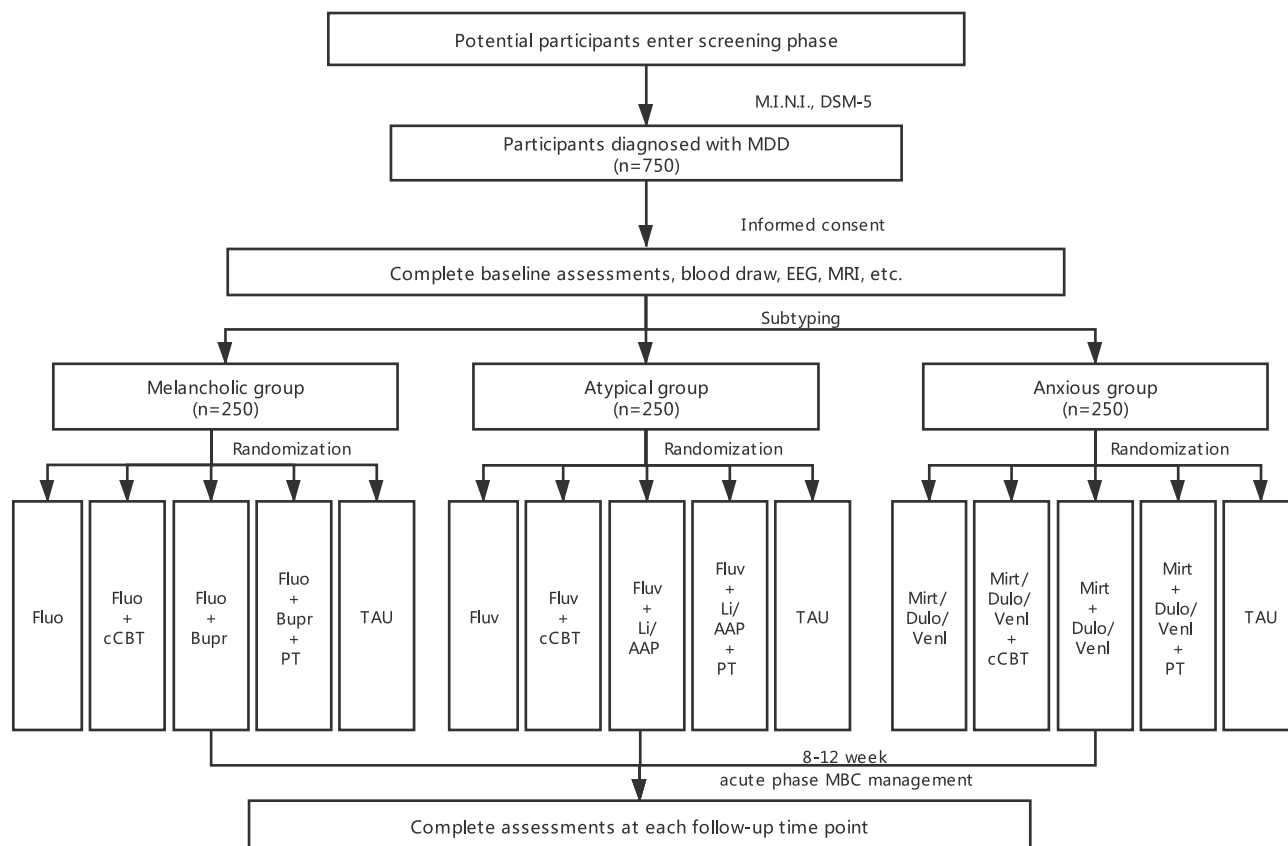 Potential participants enter screening phase
M.I.N.I., DSM-5
Participants diagnosed with MDD
(n=750)
Informed consent
Complete baseline assessments, blood draw, EEG, MRI, etc.
Subtyping
Melancholic group
(n=250)
Atypical group
(n=250)
Anxious group
(n=250)
Randomization
Randomization
Randomization
Fluo
Fluo
+
cCBT
Fluo
+
Bupr
Fluo
+
Bupr
+
PT
TAU
Fluv
Fluv
+
cCBT
Fluv
+
Li/
AAP
Fluv
+
Li/
AAP
+
PT
TAU
Mirt/
Dulo/
Venl
Mirt/
Dulo/
Venl
+
cCBT
Mirt
+
Dulo/
Venl
Mirt
+
Dulo/
Venl
+
PT
TAU
8-12 week
acute phase MBC management
Complete assessments at each follow-up time point